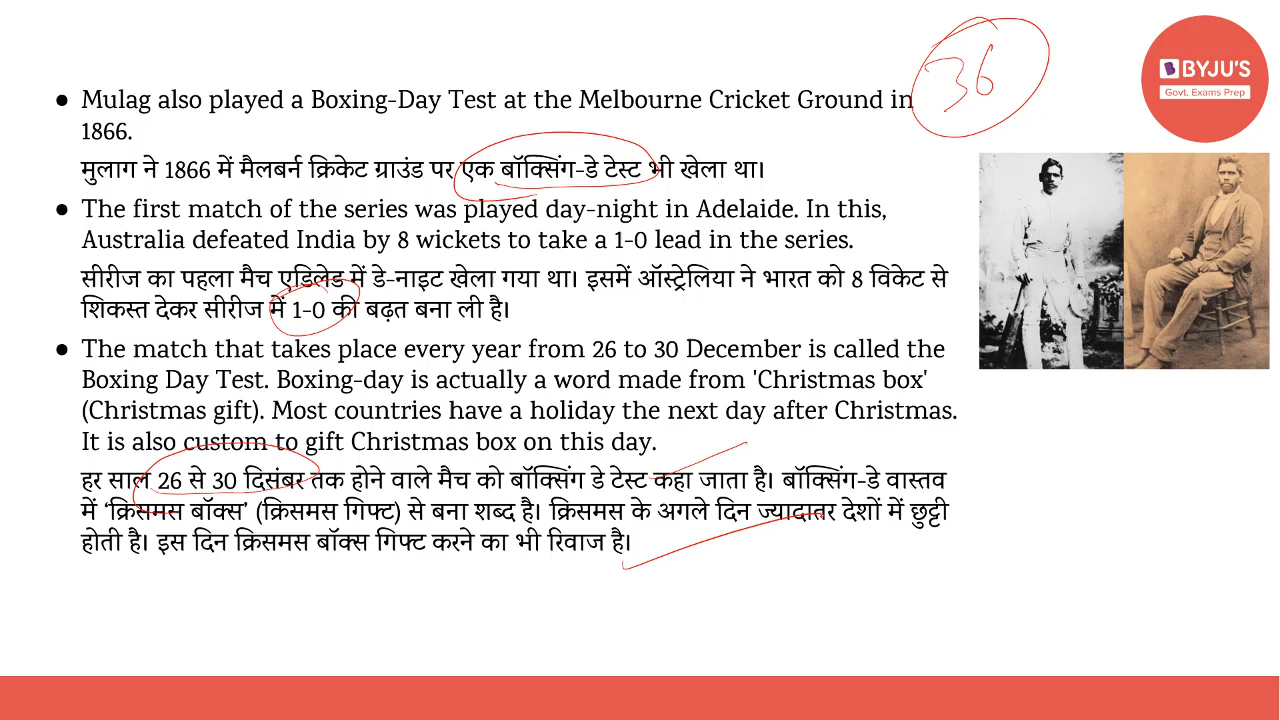 36
BYJU'S
Govt. Exams Prep
● Mulag also played a Boxing-Day Test at the Melbourne Cricket Ground in
1866.
मुलाग ने 1866 में मैलबर्न क्रिकेट ग्राउंड पर एक बॉक्सिंग-डे टेस्ट भी खेला था।
● The first match of the series was played day-night in Adelaide. In this,
Australia defeated India by 8 wickets to take a 1-0 lead in the series.
सीरीज का पहला मैच एडिलेड में डे-नाइट खेला गया था। इसमें ऑस्ट्रेलिया ने भारत को 8 विकेट से
शिकस्त देकर सीरीज में 1-0 की बढ़त बना ली है।
● The match that takes place every year from 26 to 30 December is called the
Boxing Day Test. Boxing-day is actually a word made from 'Christmas box'
(Christmas gift). Most countries have a holiday the next day after Christmas.
It is also custom to gift Christmas box on this day.
हर साल 26 से 30 दिसंबर तक होने वाले मैच को बॉक्सिंग डे टेस्ट कहा जाता है। बॉक्सिंग-डे वास्तव
में ‘क्रिसमस बॉक्स’ (क्रिसमस गिफ्ट) से बना शब्द है। क्रिसमस के अगले दिन ज्यादातर देशों में छुट्टी
होती है। इस दिन क्रिसमस बॉक्स गिफ्ट करने का भी रिवाज है।